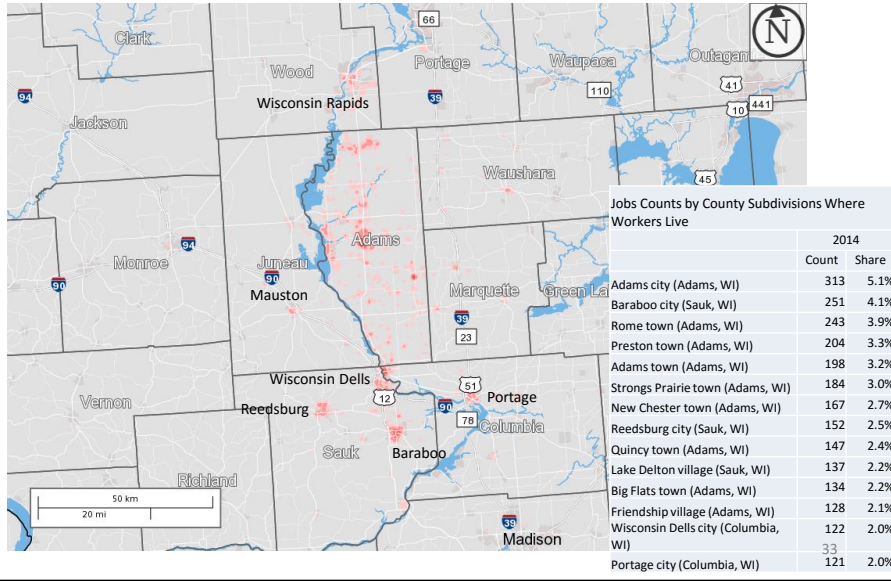 66
N
Clark
Wood
Portage
Waupaca
Outagam
41
94
Wisconsin Rapids
39
110
10 441
Jackson
45
Waushara
Adams
94
Monroe
Juneau
90
90
Mauston
Marquette
Green La
39
23
Wisconsin Dells
51
Portage
12
90
Vernon
Reedsburg
78
Columbia
Sauk
Baraboo
Richland
50 km
20 mi
39
Madison
Jobs Counts by County Subdivisions Where
Workers Live
2014
Count Share
Adams city (Adams, WI) 313 5.1%
Baraboo city (Sauk, WI) 251 4.1%
Rome town (Adams, WI) 243 3.9%
Preston town (Adams, WI) 204 3.3%
Adams town (Adams, WI) 198 3.2%
Strongs Prairie town (Adams, WI) 184 3.0%
New Chester town (Adams, WI) 167 2.7%
Reedsburg city (Sauk, WI) 152 2.5%
Quincy town (Adams, WI) 147 2.4%
Lake Delton village (Sauk, WI) 137 2.2%
Big Flats town (Adams, WI) 134 2.2%
Friendship village (Adams, WI) 128 2.1%
Wisconsin Dells city (Columbia,
WI) 122 2.0%
33
Portage city (Columbia, WI) 121 2.0%